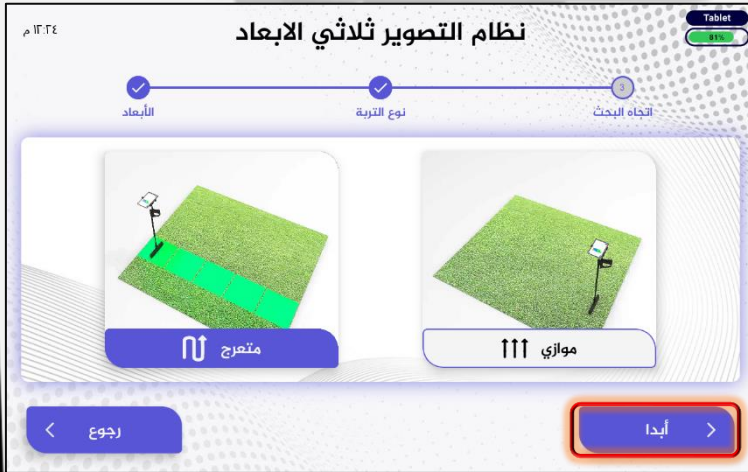 ١٢:٢٤ م
نظام التصوير ثلاثي الابعاد
Tablet
81%
3
اتجاه البحث
نوع التربة
الأبعاد
موازي
متعرج
أبدا
رجوع